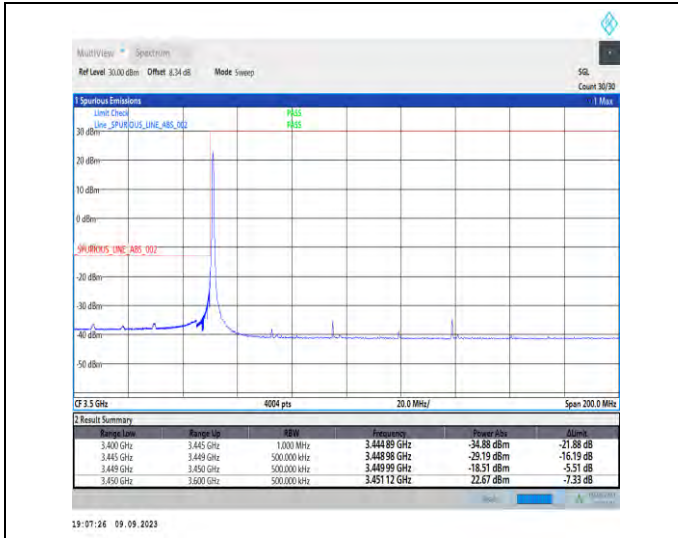 MultiView Spectrum
Ref Level 30.00 dBm Offset 8.34 dB Mode Sweep SGL
Count 30/30
1 Spurious Emissions 1 Max
Limit Check PASS
Line _SPURIOUS_LINE_ABS_002 PASS
30 dBm
20 dBm
10 dBm
0 dBm
_SPURIOUS_LINE_ABS_002
-20 dBm
-30 dBm
-40 dBm
-50 dBm
CF 3.5 GHz 4004 pts 20.0 MHz/ Span 200.0 MHz
2 Result Summary
Range Low Range Up RBW Frequency Power Abs ΔLimit
3.400 GHz 3.445 GHz 1.000 MHz 3.444 89 GHz -34.88 dBm -21.88 dB
3.445 GHz 3.449 GHz 500.000 kHz 3.448 98 GHz -29.19 dBm -16.19 dB
3.449 GHz 3.450 GHz 500.000 kHz 3.449 99 GHz -18.51 dBm -5.51 dB
3.450 GHz 3.600 GHz 500.000 kHz 3.451 12 GHz 22.67 dBm -7.33 dB
19:07:26 09.09.2023